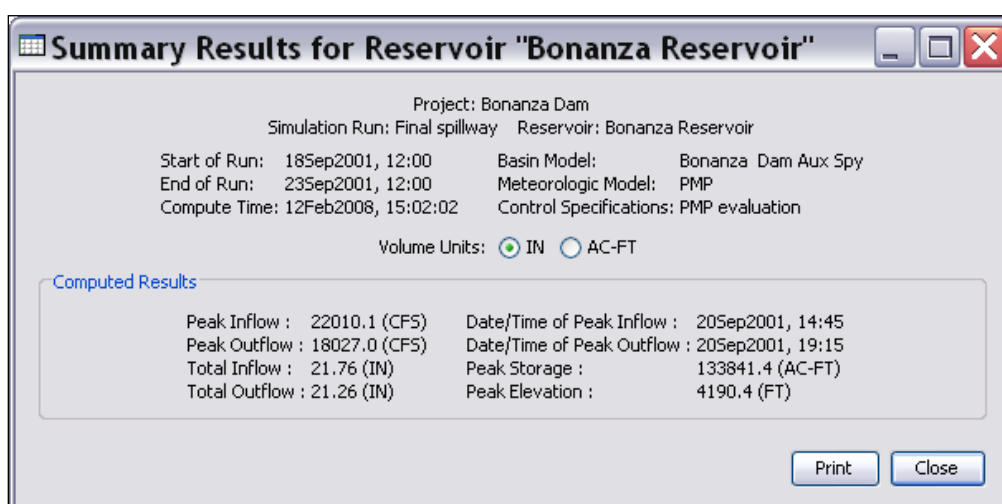 Summary Results for Reservoir "Bonanza Reservoir"
Project: Bonanza Dam
Simulation Run: Final spillway Reservoir: Bonanza Reservoir
Start of Run: 18Sep2001, 12:00 Basin Model: Bonanza Dam Aux Spy
End of Run: 23Sep2001, 12:00 Meteorologic Model: PMP
Compute Time: 12Feb2008, 15:02:02 Control Specifications: PMP evaluation
Volume Units: IN AC-FT
Computed Results
Peak Inflow : 22010.1 (CFS) Date/Time of Peak Inflow : 20Sep2001, 14:45
Peak Outflow : 18027.0 (CFS) Date/Time of Peak Outflow : 20Sep2001, 19:15
Total Inflow : 21.76 (IN) Peak Storage : 133841.4 (AC-FT)
Total Outflow : 21.26 (IN) Peak Elevation : 4190.4 (FT)
Print Close